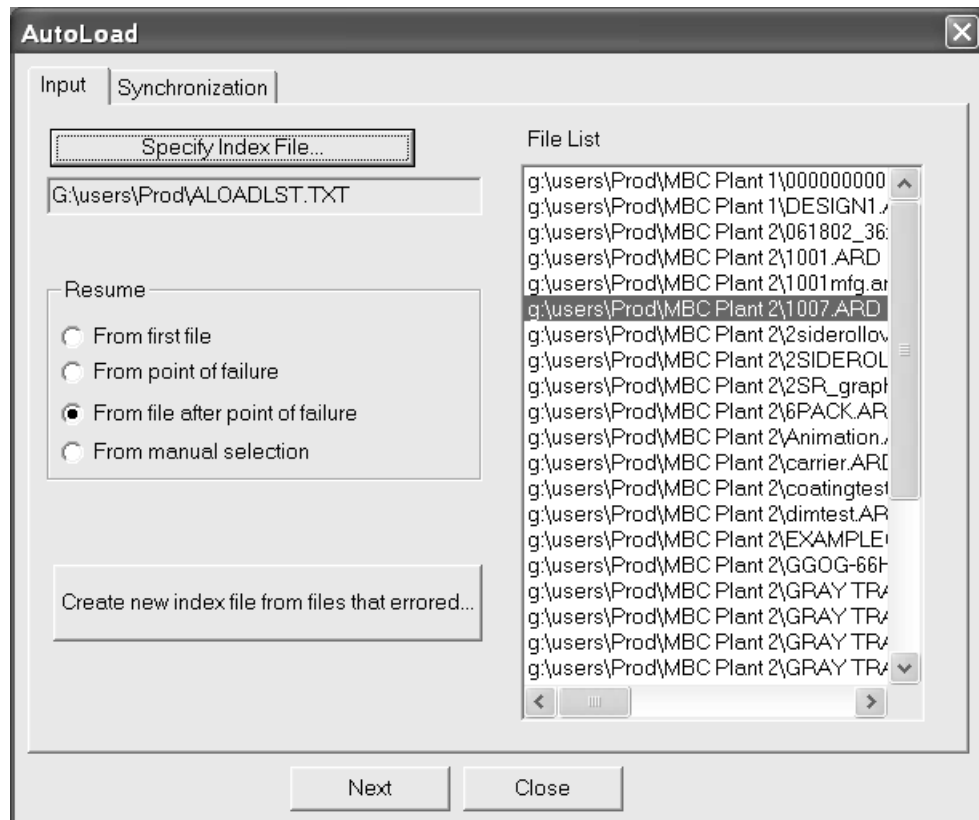 AutoLoad
Input
Synchronization
Specify Index File...
G:\users\Prod\ALOADLST.TXT
Resume
From first file
From point of failure
From file after point of failure
From manual selection
Create new index file from files that errored...
File List
g:\users\Prod\MBC Plant 1\000000000
g:\users\Prod\MBC Plant 1\DESIGN1.
g:\users\Prod\MBC Plant 2\061802_36
g:\users\Prod\MBC Plant 2\1001.ARD
g:\users\Prod\MBC Plant 2\1001mfg.ar
g:\users\Prod\MBC Plant 2\1007.ARD
g:\users\Prod\MBC Plant 2\2siderollov
g:\users\Prod\MBC Plant 2\2SIDEROL
g:\users\Prod\MBC Plant 2\2SR_graph
g:\users\Prod\MBC Plant 2\6PACK.AR
g:\users\Prod\MBC Plant 2\Animation.
g:\users\Prod\MBC Plant 2\carrier.ARD
g:\users\Prod\MBC Plant 2\coatingtest
g:\users\Prod\MBC Plant 2\dimtest.AR
g:\users\Prod\MBC Plant 2\EXAMPLE
g:\users\Prod\MBC Plant 2\GGOG-66H
g:\users\Prod\MBC Plant 2\GRAY TRA
g:\users\Prod\MBC Plant 2\GRAY TRA
g:\users\Prod\MBC Plant 2\GRAY TRA
g:\users\Prod\MBC Plant 2\GRAY TRA
Next
Close